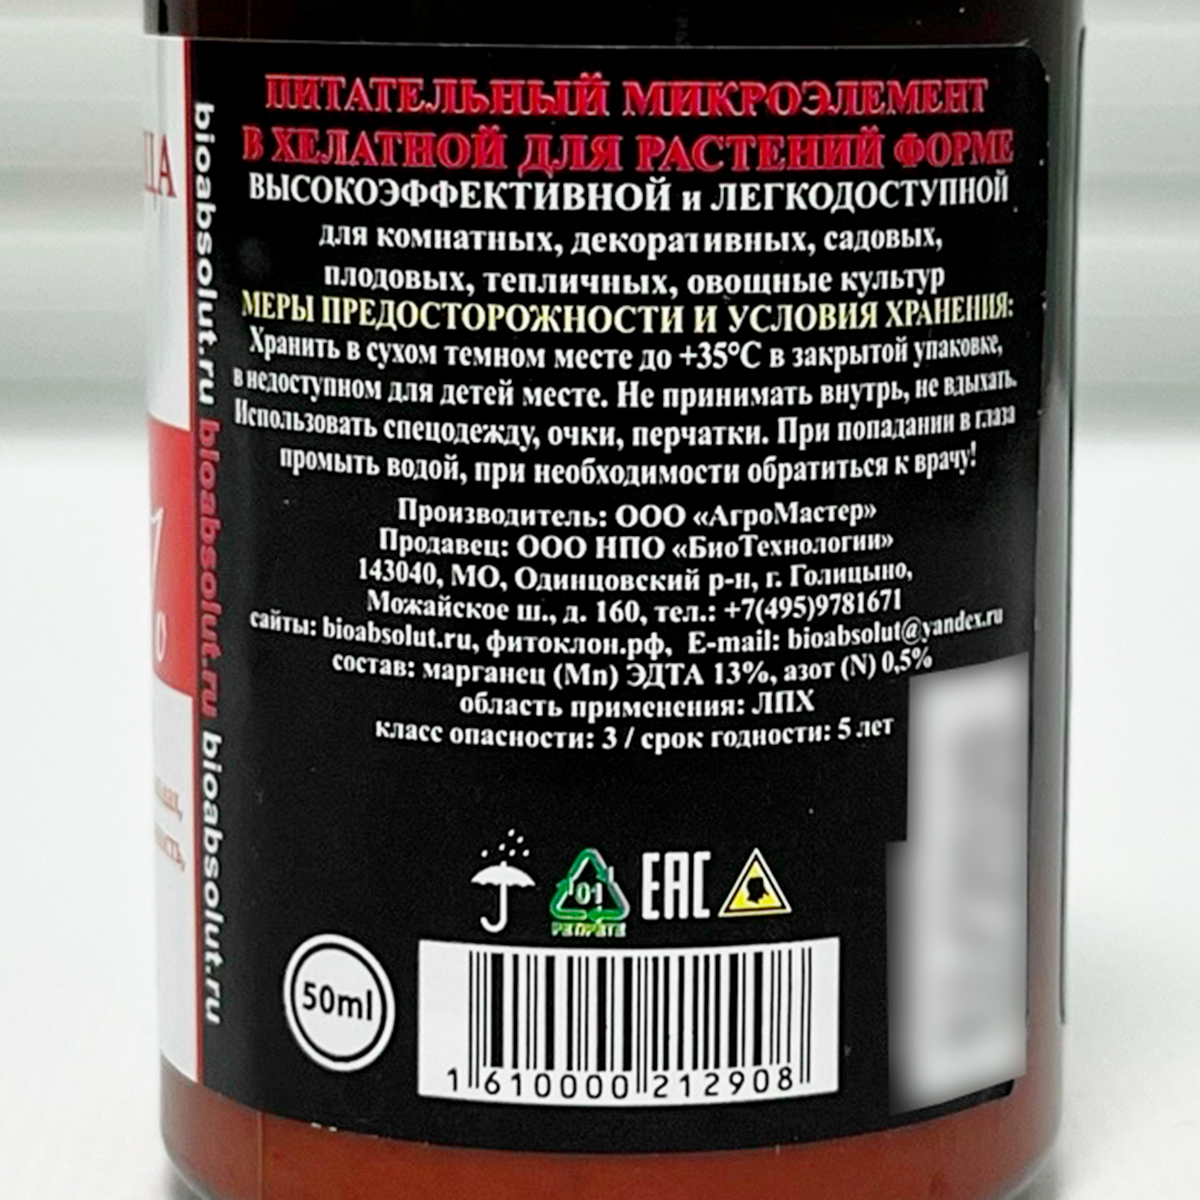 ПИТАТЕЛЬНЫЙ МИКРОЭЛЕМЕНТ
В ХЕЛАТНОЙ ДЛЯ РАСТЕНИЙ ФОРМЕ
ВЫСОКОЭФФЕКТИВНОЙ и ЛЕГКОДОСТУПНОЙ
для комнатных, декоративных, садовых,
плодовых, тепличных, овощные культур
МЕРЫ ПРЕДОСТОРОЖНОСТИ И УСЛОВИЯ ХРАНЕНИЯ:
Хранить в сухом темном месте до +35°С в закрытой упаковке,
в недоступном для детей месте. Не принимать внутрь, не вдыхать.
Использовать спецодежду, очки, перчатки. При попадании в глаза
промыть водой, при необходимости обратиться к врачу!
Производитель: ООО «АгроМастер»
Продавец: ООО НПО «БиоТехнологии»
143040, МО, Одинцовский р-н, г. Голицыно,
Можайское ш., д. 160, тел.: +7(495)9781671
сайты: bioabsolut.ru, фитоклон.рф, E-mail: bioabsolut@yandex.ru
состав: марганец (Mn) ЭДТА 13%, азот (N) 0,5%
область применения: ЛПХ
класс опасности: 3 / срок годности: 5 лет
bioabsolut.ru bioabsolut.ru bioabsolut.ru
01
PEDPETE
EAC
50ml
1 610000 212908